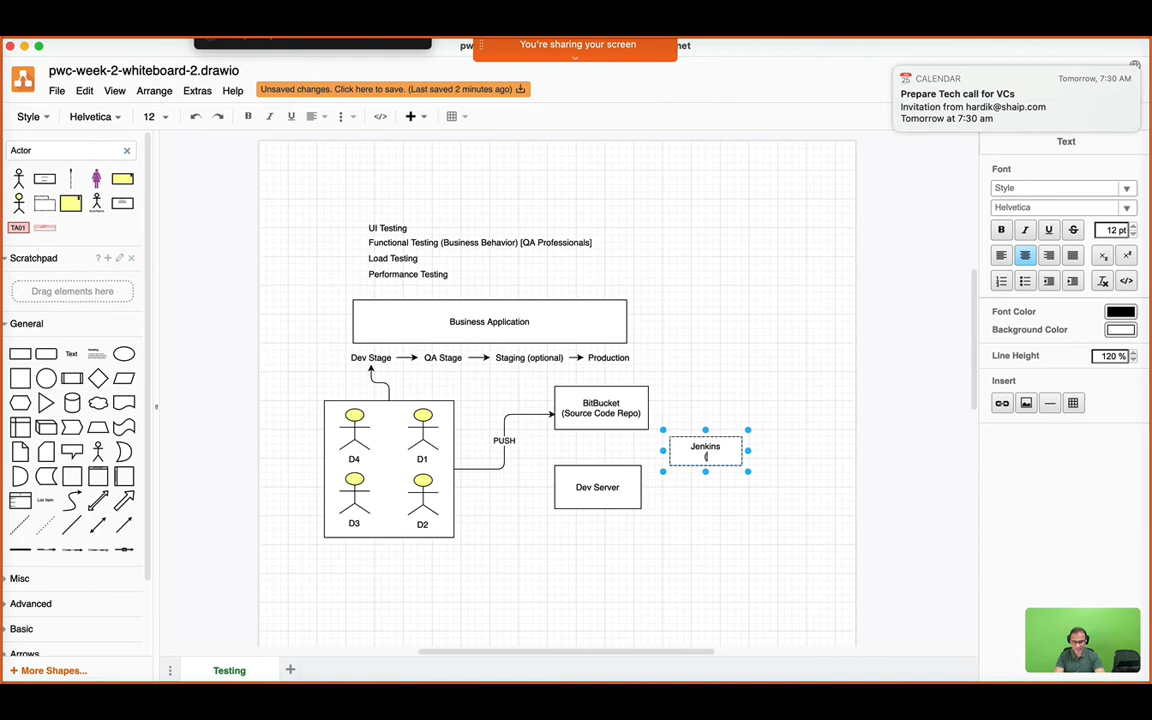 You're sharing your screen
pw
net
pwc-week-2-whiteboard-2.drawio
File Edit View Arrange Extras Help
Unsaved changes. Click here to save. (Last saved 2 minutes ago)
CALENDAR
Tomorrow, 7:30 AM
Prepare Tech call for VCs
Invitation from hardik@shaip.com
Tomorrow at 7:30 am
Style Helvetica 12 B I U
Actor
TA01
Scratchpad
Drag elements here
General
Text
List Item
Misc
Advanced
Basic
Arrows
+ More Shapes...
UI Testing
Functional Testing (Business Behavior) [QA Professionals]
Load Testing
Performance Testing
Business Application
Dev Stage QA Stage Staging (optional) Production
D4 D1
D3 D2
PUSH
BitBucket
(Source Code Repo)
Dev Server
Jenkins
(
Testing
Text
Font
Style
Helvetica
B I U S 12 pt
Font Color
Background Color
Line Height 120 %
Insert